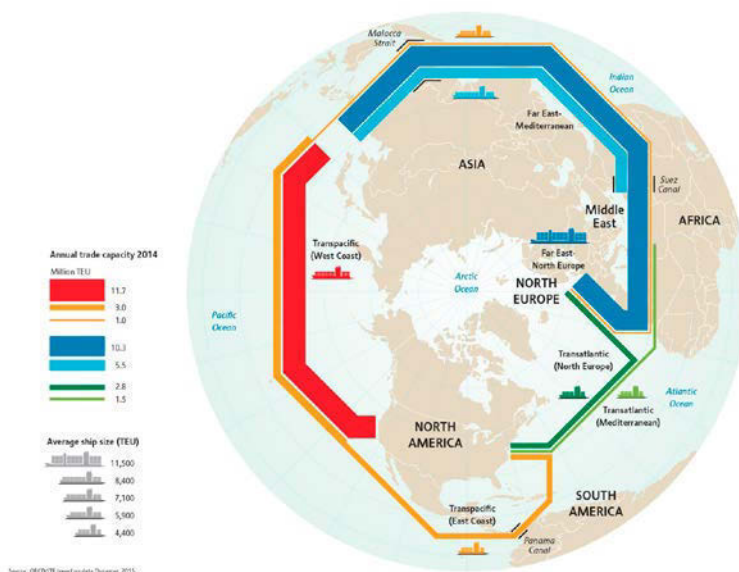 Malacca
Strait
Indian
Ocean
Far East-
Mediterranean
ASIA
Suez
Canal
Middle
East
AFRICA
Transpacific
(West Coast)
Far East-
North Europe
Arctic
Ocean
NORTH
EUROPE
Pacific
Ocean
Transatlantic
(North Europe)
Atlantic
Ocean
Transatlantic
(Mediterranean)
NORTH
AMERICA
SOUTH
AMERICA
Transpacific
(East Coast)
Panama
Canal
Annual trade capacity 2014
Million TEU
11.7
3.0
1.0
10.3
5.5
2.8
1.5
Average ship size (TEU)
11,500
8,400
7,100
5,900
4,400